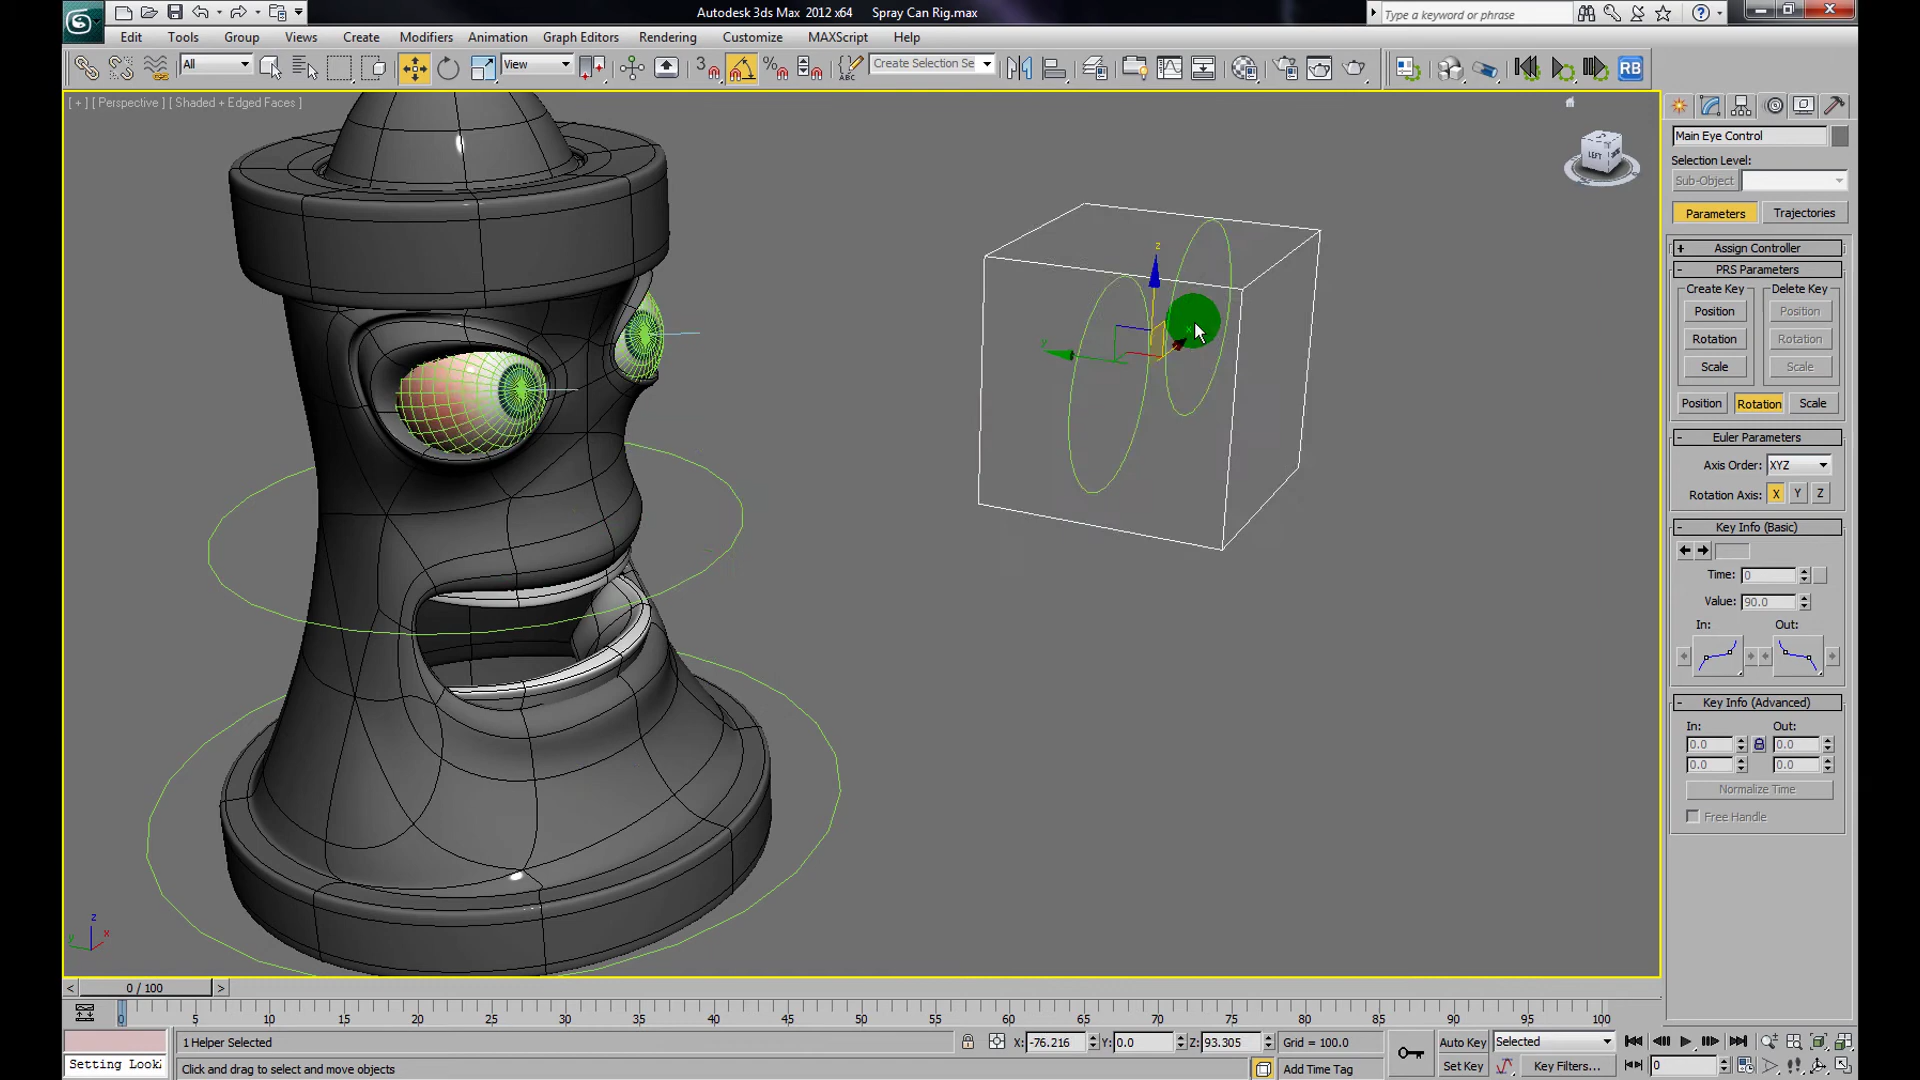 Autodesk 3ds Max 2012 x64    Spray Can Rig.max
Type a keyword or phrase
Edit Tools Group Views Create Modifiers Animation Graph Editors Rendering Customize MAXScript Help
All View Create Selection Se RB
[ + ] [ Perspective ] [ Shaded + Edged Faces ]
LEFT
z
y
x
z
x
y
Main Eye Control
Selection Level:
Sub-Object
Parameters Trajectories
+ Assign Controller
- PRS Parameters
Create Key Delete Key
Position Position
Rotation Rotation
Scale Scale
Position Rotation Scale
- Euler Parameters
Axis Order: XYZ
Rotation Axis: X Y Z
- Key Info (Basic)
Time: 0
Value: 90.0
In: Out:
- Key Info (Advanced)
In: Out:
0.0 0.0
0.0 0.0
Normalize Time
Free Handle
< 0 / 100 >
0 5 10 15 20 25 30 35 40 45 50 55 60 65 70 75 80 85 90 95 100
1 Helper Selected X: -76.216 Y: 0.0 Z: 93.305 Grid = 100.0 Auto Key Selected
Setting Look Click and drag to select and move objects Add Time Tag Set Key Key Filters... 0